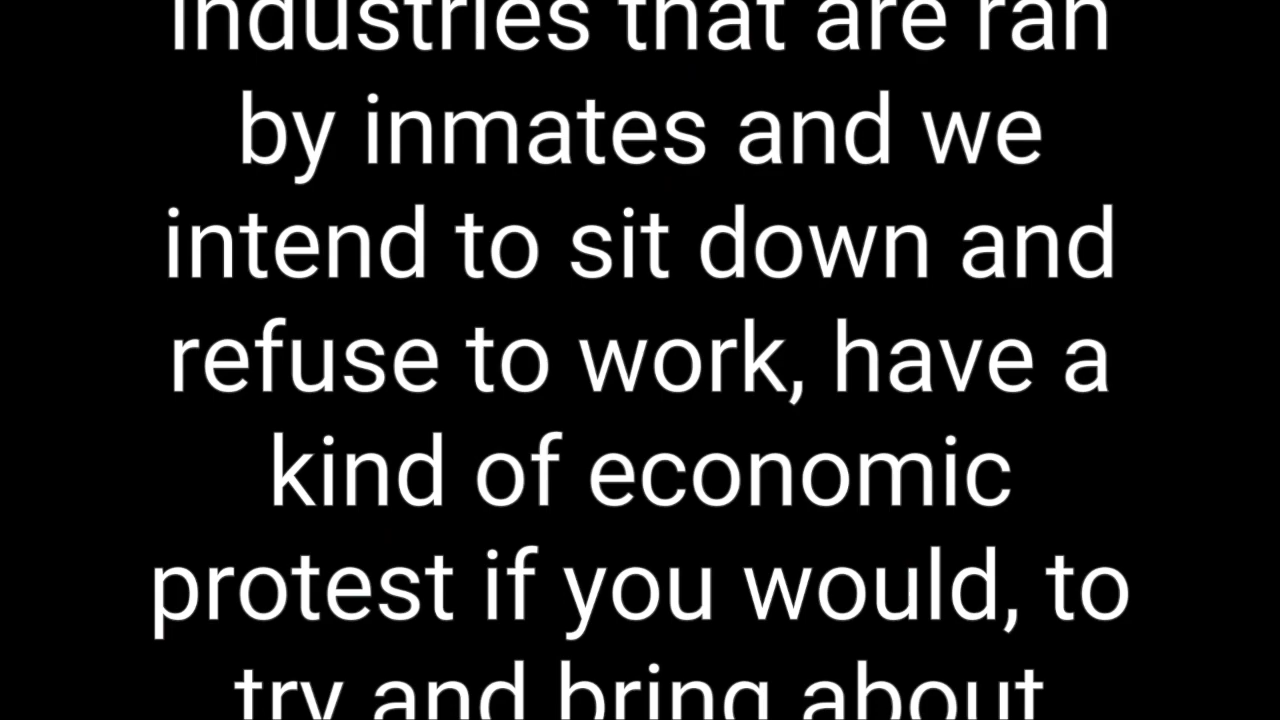 industries that are ran
by inmates and we
intend to sit down and
refuse to work, have a
kind of economic
protest if you would, to
try and bring about